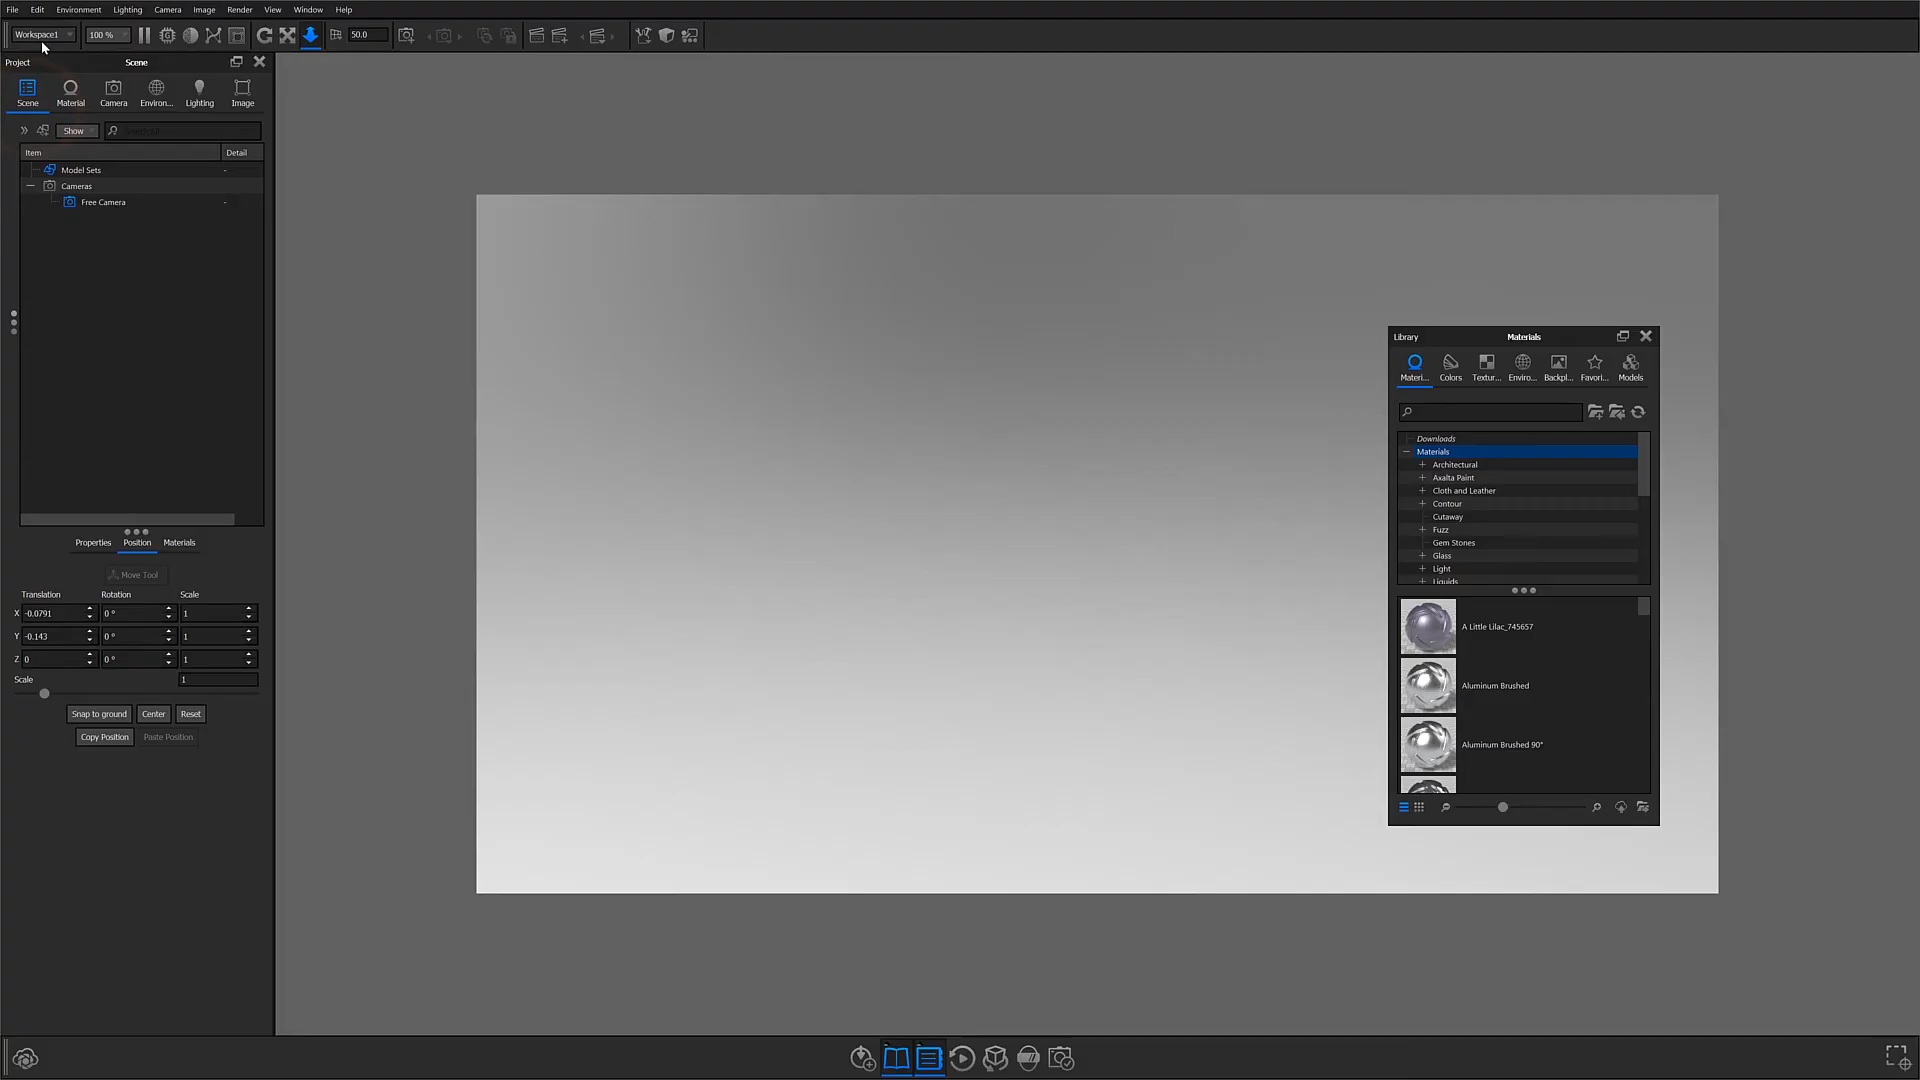 File Edit Environment Lighting Camera Image Render View Window Help
Workspace1 100 % 50.0
Project Scene
Scene Material Camera Environ... Lighting Image
Show
Item Detail
Model Sets -
Cameras
Free Camera -
Properties Position Materials
Move Tool
Translation Rotation Scale
X -0.0791 0 ° 1
Y -0.143 0 ° 1
Z 0 0 ° 1
Scale 1
Snap to ground Center Reset
Copy Position Paste Position
Library Materials
Materi... Colors Textur... Enviro... Backpl... Favori... Models
Downloads
Materials
Architectural
Axalta Paint
Cloth and Leather
Contour
Cutaway
Fuzz
Gem Stones
Glass
Light
Liquids
A Little Lilac_745657
Aluminum Brushed
Aluminum Brushed 90°